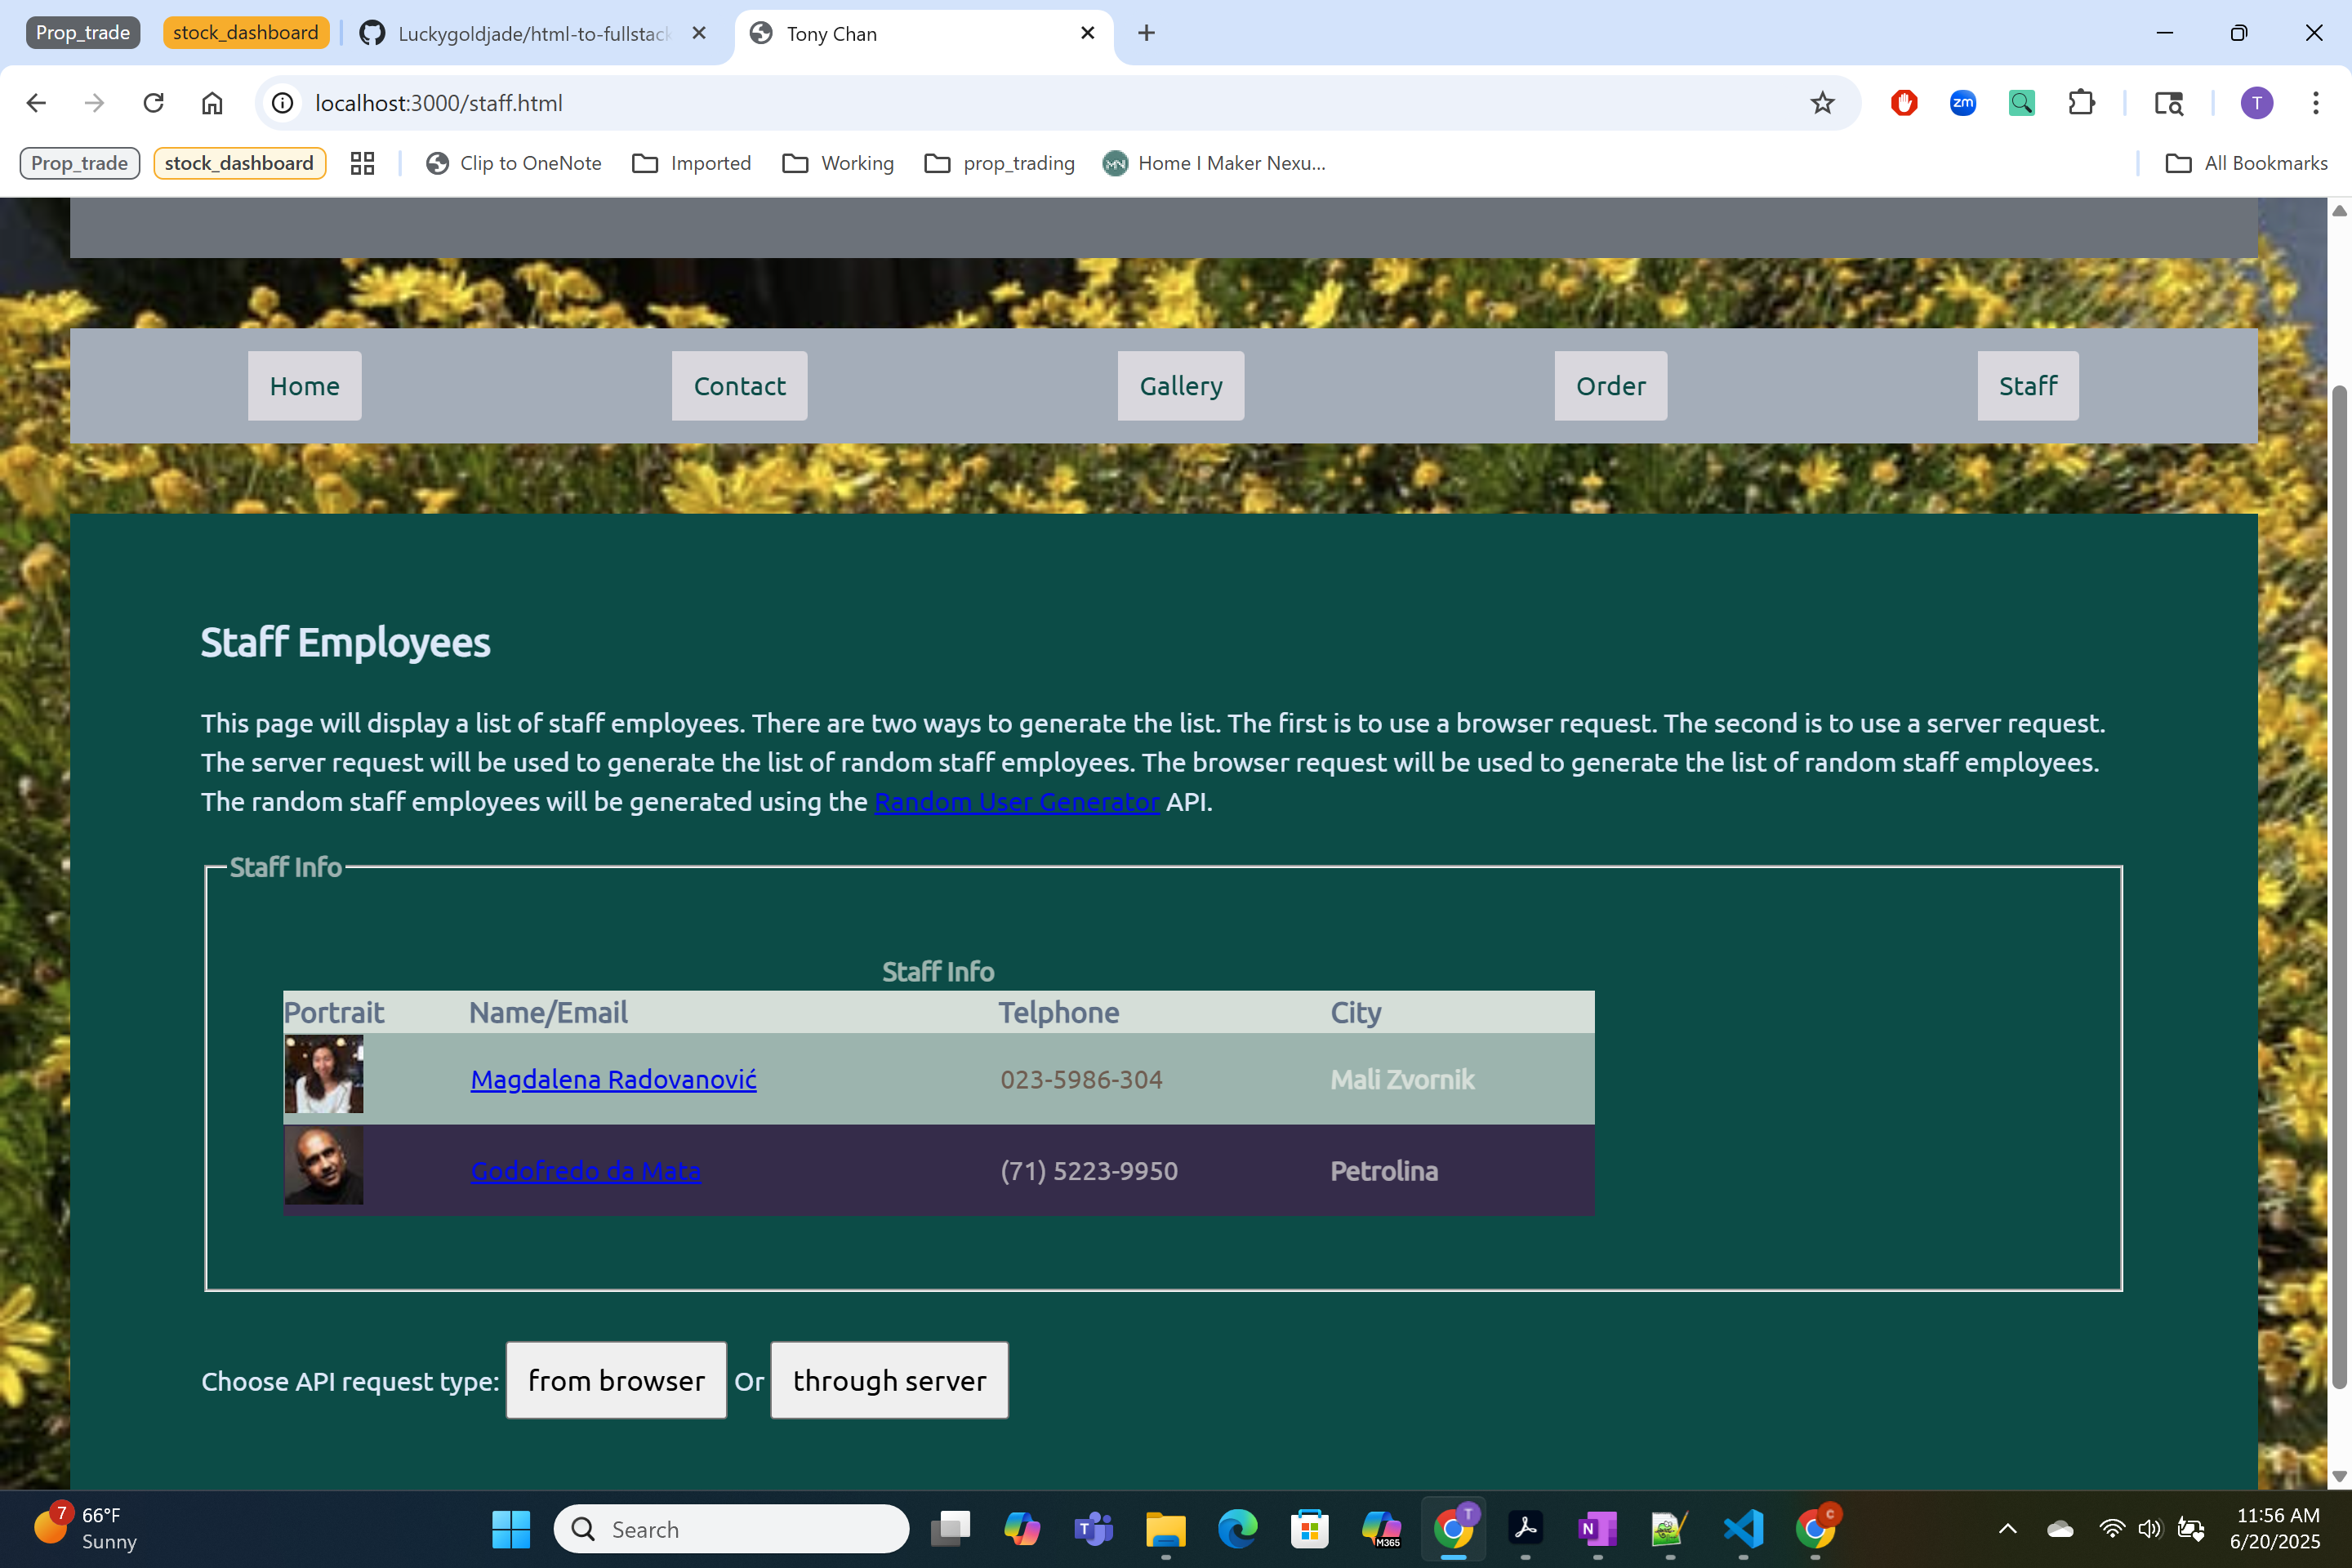 Prop_trade stock_dashboard Luckygoldjade/html-to-fullstack Tony Chan
localhost:3000/staff.html zm T
Prop_trade stock_dashboard Clip to OneNote Imported Working prop_trading MN Home I Maker Nexu... All Bookmarks
Home Contact Gallery Order Staff
Staff Employees
This page will display a list of staff employees. There are two ways to generate the list. The first is to use a browser request. The second is to use a server request.
The server request will be used to generate the list of random staff employees. The browser request will be used to generate the list of random staff employees.
The random staff employees will be generated using the Random User Generator API.
Staff Info
Staff Info
Portrait Name/Email Telphone City
Magdalena Radovanović 023-5986-304 Mali Zvornik
Godofredo da Mata (71) 5223-9950 Petrolina
Choose API request type: from browser Or through server
7 66°F
Sunny
Search
T
T
M365
N
C
11:56 AM
6/20/2025